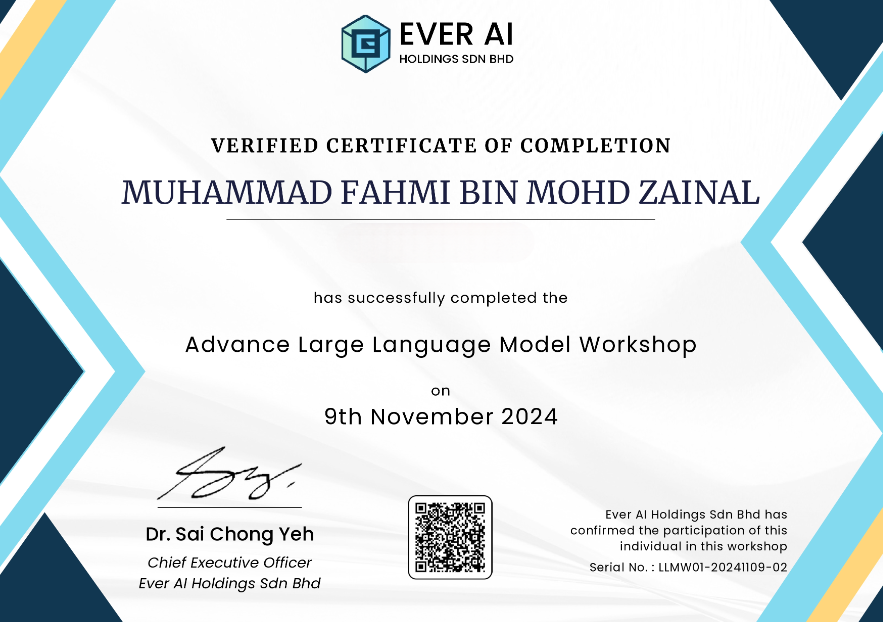 EVER AI
HOLDINGS SDN BHD
VERIFIED CERTIFICATE OF COMPLETION
MUHAMMAD FAHMI BIN MOHD ZAINAL
has successfully completed the
Advance Large Language Model Workshop
on
9th November 2024
Dr. Sai Chong Yeh
Chief Executive Officer
Ever AI Holdings Sdn Bhd
Ever AI Holdings Sdn Bhd has
confirmed the participation of this
individual in this workshop
Serial No. : LLMW01-20241109-02